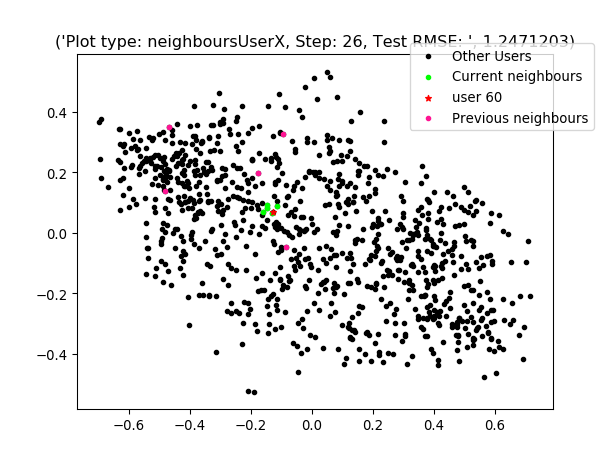 ('Plot type: neighboursUserX, Step: 26, Test RMSE: ', 1.2471203)
Other Users
Current neighbours
user 60
Previous neighbours
0.4
0.2
0.0
−0.2
−0.4
−0.6 −0.4 −0.2 0.0 0.2 0.4 0.6